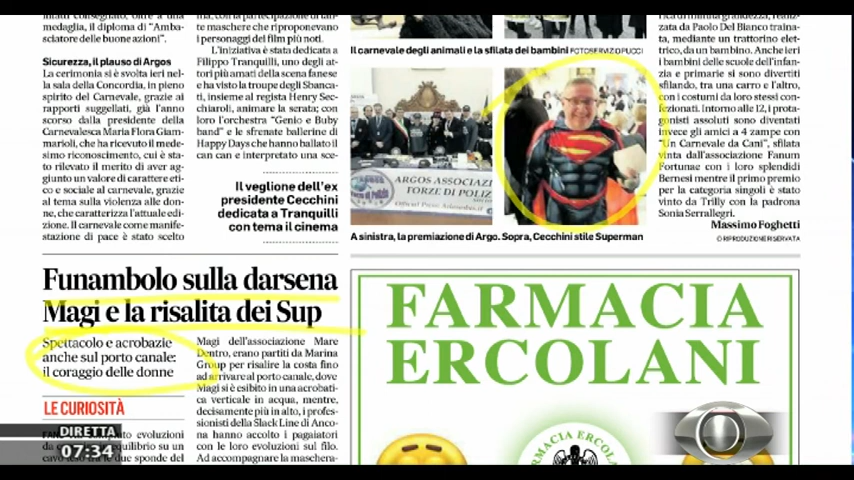 intati consegnato, oltre a una
medaglia, il diploma di "Am-
basciatore delle buone azioni".
Sicurezza, il plauso di Argos
La cerimonia si è svolta ieri nel-
la sala della Concordia, in pieno
spirito del Carnevale, grazie ai
rapporti suggellati, già l'anno
scorso dalla presidente della
Carnevalesca Maria Flora Giam-
marioli, che ha ricevuto il mede-
simo riconoscimento, cui è sta-
to rilevato il merito di aver ag-
giunto un valore di carattere etic-
o e sociale al carnevale, grazie
al tema sulla violenza alle don-
ne, che caratterizza l'attuale edi-
zione. Il carnevale come manife-
stazione di pace è stato scelto
te maschere che riproponevano
i personaggi del film più noti.
L'iniziativa è stata dedicata a
Filippo Tranquilli, uno degli at-
tori più amati della scena fanese
e ha visto la troupe degli Sbanca-
ti, insieme al regista Henry Sec-
chiaroli, animare la serata; con
loro l'orchestra "Genio e Buby
band" e le sfrenate ballerine di
Happy Days che hanno ballato il
can can e interpretato una sce-
Il veglione dell'ex
presidente Cecchini
dedicata a Tranquilli
con tema il cinema
Il carnevale degli animali e la sfilata dei bambini FOTOSERVIZIO PUCCI
ARGOS ASSOCIAZ
FORZE DI POLIZ
A sinistra, la premiazione di Argo. Sopra, Cecchini stile Superman
ta da Paolo Del Bianco traina-
ta, mediante un trattorino elet-
trico, da un bambino. Anche ieri
i bambini delle scuole dell'infan-
zia e primarie si sono divertiti
sfilando, tra una carro e l'altro,
con i costumi da loro stessi con-
fezionati. Intorno alle 12, i prota-
gonisti assoluti sono diventati
invece gli amici a 4 zampe con
"Un Carnevale da Cani", sfilata
vinta dall'associazione Fanum
Fortunae con i loro splendidi
Bernesi mentre il primo premio
per la categoria singoli è stato
vinto da Trilly con la padrona
Sonia Serrallegri.
Massimo Foghetti
© RIPRODUZIONE RISERVATA
Funambolo sulla darsena
Magi e la risalita dei Sup
Spettacolo e acrobazie
anche sul porto canale:
il coraggio delle donne
LE CURIOSITÀ
Magi dell'associazione Mare
Dentro, erano partiti da Marina
Group per risalire la costa fino
ad arrivare al porto canale, dove
Magi si è esibito in una acrobati-
ca verticale in acqua, mentre,
decisamente più in alto, i profes-
sionisti della Slack Line di Anco-
na hanno accolto i pagaiatori
con le loro evoluzioni sul filo.
Ad accompagnare la maschera-
FARMACIA
ERCOLANI
FARMACIA ERCOLA
DIRETTA
07:34